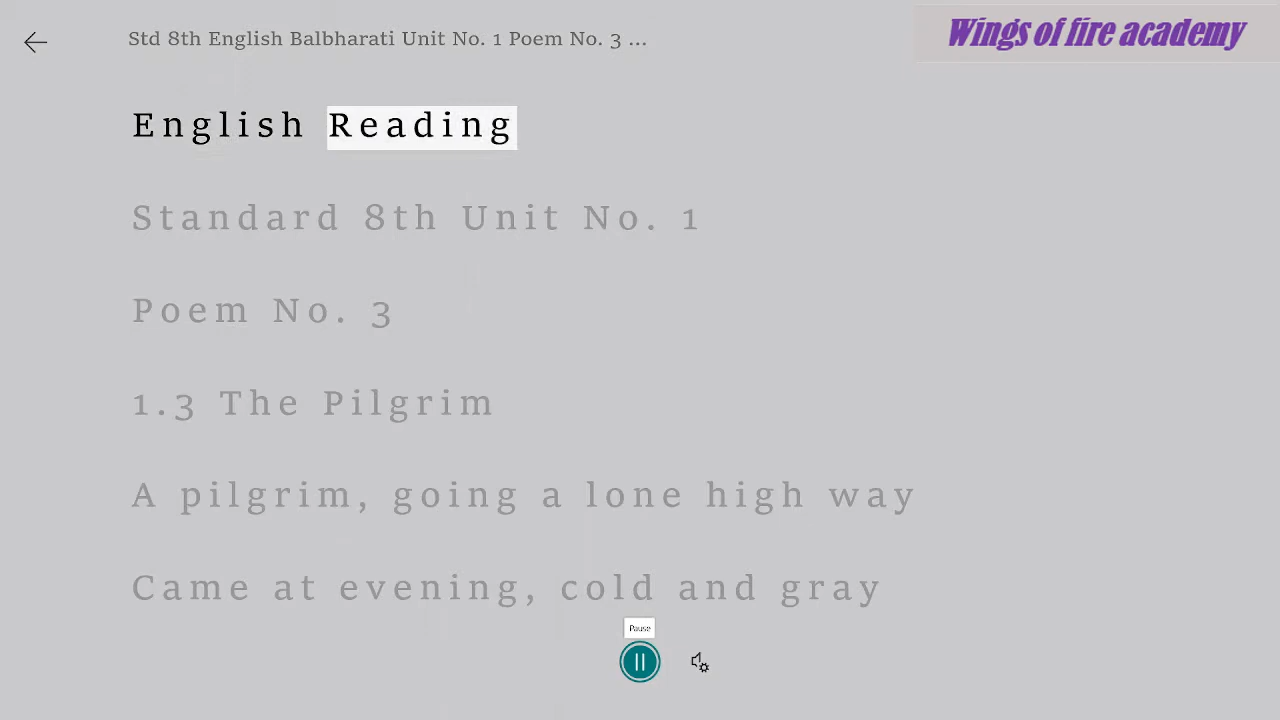 Std 8th English Balbharati Unit No. 1 Poem No. 3 ...
Wings of fire academy
English Reading
Standard 8th Unit No. 1
Poem No. 3
1.3 The Pilgrim
A pilgrim, going a lone high way
Came at evening, cold and gray
Pause